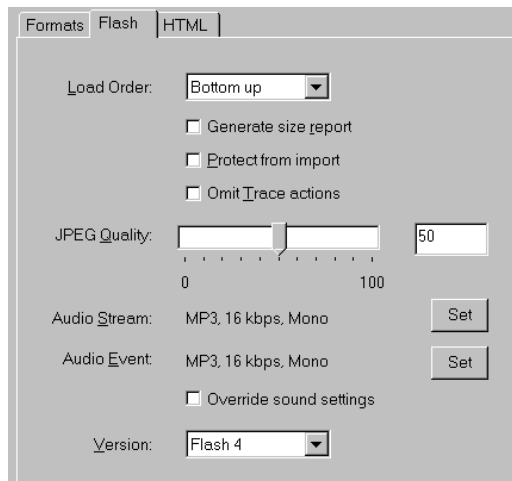 Formats Flash HTML
Load Order: Bottom up
Generate size report
Protect from import
Omit Trace actions
JPEG Quality: 50
0 100
Audio Stream: MP3, 16 kbps, Mono Set
Audio Event: MP3, 16 kbps, Mono Set
Override sound settings
Version: Flash 4